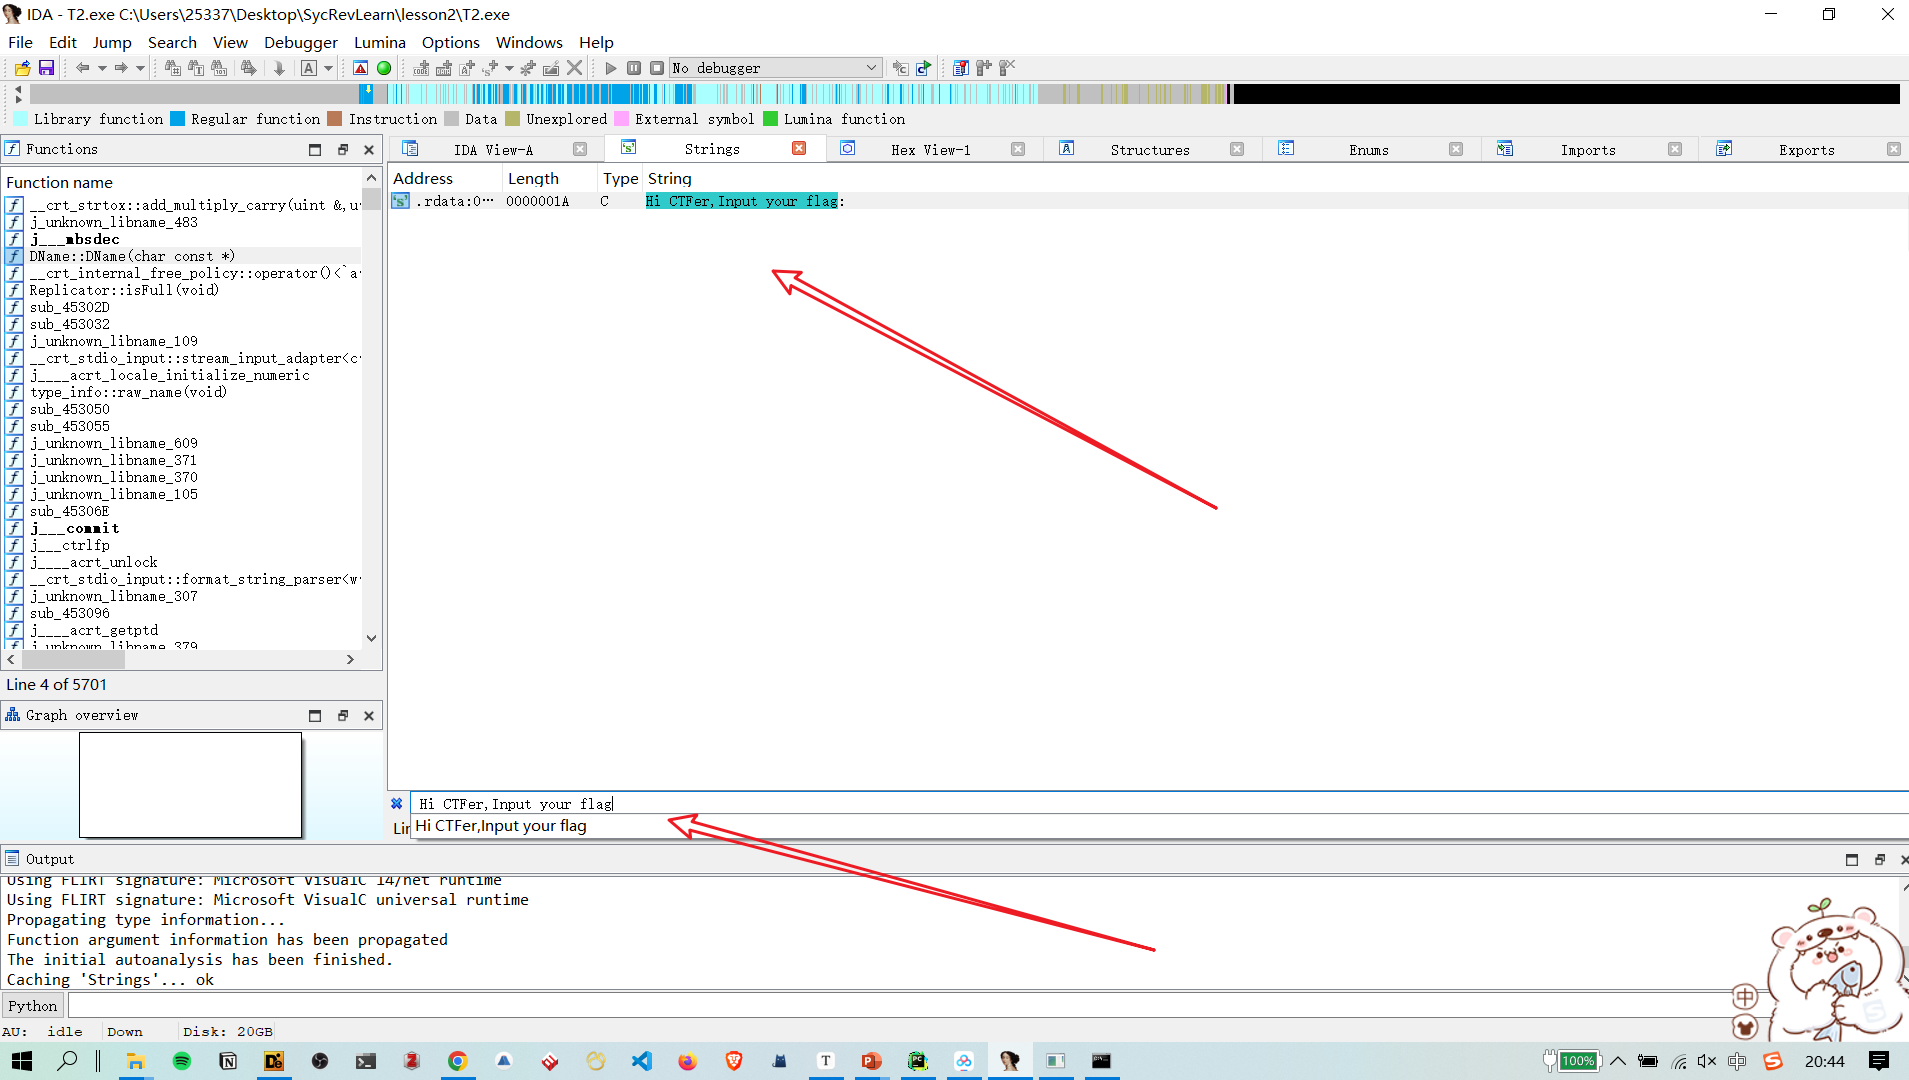 IDA - T2.exe C:\Users\25337\Desktop\SycRevLearn\lesson2\T2.exe
File Edit Jump Search View Debugger Lumina Options Windows Help
No debugger
Library function Regular function Instruction Data Unexplored External symbol Lumina function
Functions
IDA View-A Strings Hex View-1 Structures Enums Imports Exports
Function name
Address Length Type String
.rdata:0··· 0000001A C Hi CTFer,Input your flag:
__crt_strtox::add_multiply_carry(uint &,u
j_unknown_libname_483
j___mbsdec
DName::DName(char const *)
__crt_internal_free_policy::operator()<`a
Replicator::isFull(void)
sub_45302D
sub_453032
j_unknown_libname_109
__crt_stdio_input::stream_input_adapter<c
j____acrt_locale_initialize_numeric
type_info::raw_name(void)
sub_453050
sub_453055
j_unknown_libname_609
j_unknown_libname_371
j_unknown_libname_370
j_unknown_libname_105
sub_45306E
j___commit
j___ctrlfp
j____acrt_unlock
__crt_stdio_input::format_string_parser<w
j_unknown_libname_307
sub_453096
j____acrt_getptd
j_unknown_libname_379
Line 4 of 5701
Graph overview
Hi CTFer,Input your flag
Hi CTFer,Input your flag
Output
Using FLIRT signature: Microsoft VisualC 14/net runtime
Using FLIRT signature: Microsoft VisualC universal runtime
Propagating type information...
Function argument information has been propagated
The initial autoanalysis has been finished.
Caching 'Strings'... ok
Python
中
AU: idle Down Disk: 20GB
100% 中 20:44